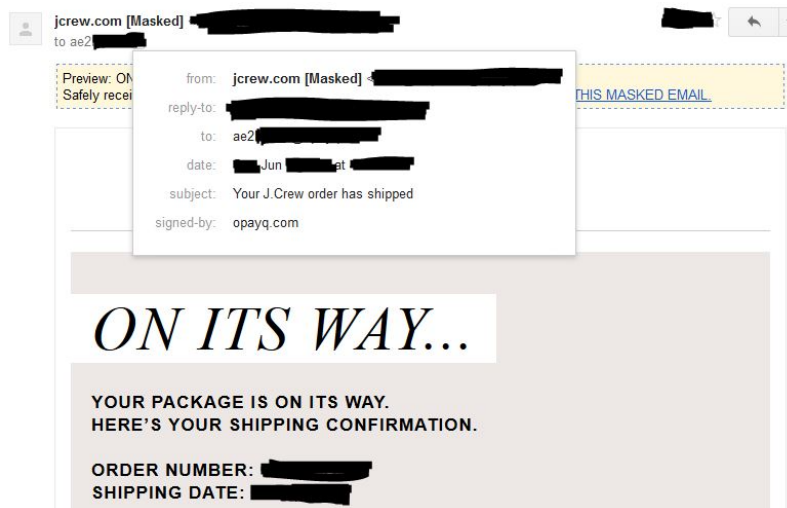 jcrew.com [Masked]
to ae2
Preview: ON
Safely recei THIS MASKED EMAIL.
from: jcrew.com [Masked] <
reply-to:
to: ae2
date: Jun at
subject: Your J.Crew order has shipped
signed-by: opayq.com
ON ITS WAY...
YOUR PACKAGE IS ON ITS WAY.
HERE'S YOUR SHIPPING CONFIRMATION.
ORDER NUMBER:
SHIPPING DATE: